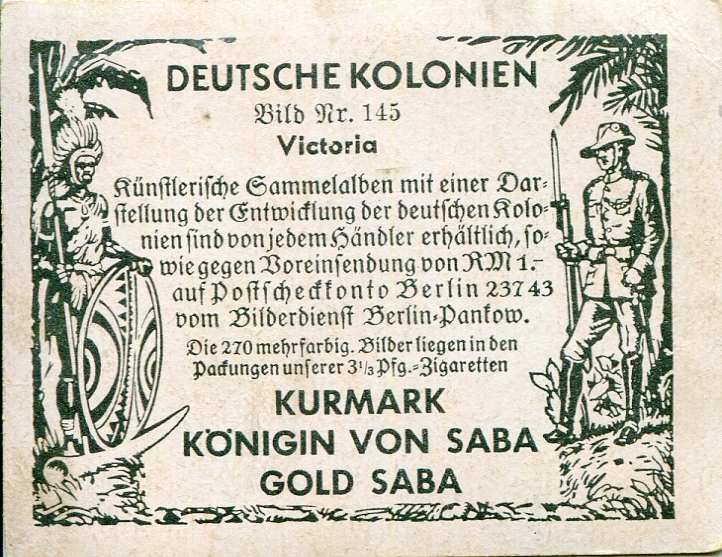 DEUTSCHE KOLONIEN
Bild Nr. 145
Victoria
Künstlerische Sammelalben mit einer Dar-
stellung der Entwicklung der deutschen Kolo-
nien sind von jedem Händler erhältlich, so-
wie gegen Voreinsendung von RM 1.-
auf Postscheckkonto Berlin 23743
vom Bilderdienst Berlin-Pankow.
Die 270 mehrfarbig. Bilder liegen in den
Packungen unserer 3 1/3 Pfg.-Zigaretten
KURMARK
KÖNIGIN VON SABA
GOLD SABA